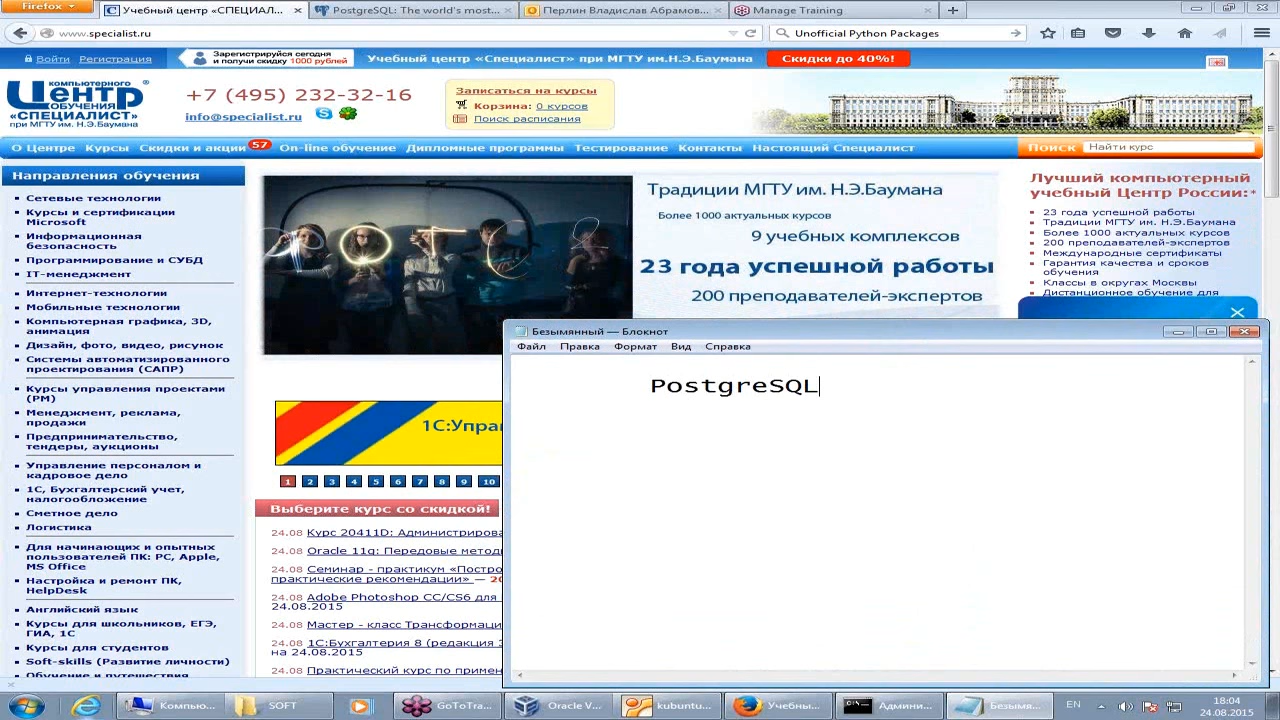 Firefox
Учебный центр «СПЕЦИАЛ...
PostgreSQL: The world's most...
Перлин Владислав Абрамов...
Manage Training
www.specialist.ru
Unofficial Python Packages
Войти Регистрация
Зарегистрируйся сегодня
и получи скидку 1000 рублей
Учебный центр «Специалист» при МГТУ им.Н.Э.Баумана
Скидки до 40%!
компьютерного
Центр
ОБУЧЕНИЯ
«СПЕЦИАЛИСТ»
при МГТУ им. Н.Э.Баумана
+7 (495) 232-32-16
info@specialist.ru
Записаться на курсы
Корзина: 0 курсов
Поиск расписания
О Центре Курсы Скидки и акции 57 On-line обучение Дипломные программы Тестирование Контакты Настоящий Специалист
Поиск Найти курс
Направления обучения
Сетевые технологии
Курсы и сертификации
Microsoft
Информационная
безопасность
Программирование и СУБД
IT-менеджмент
Интернет-технологии
Мобильные технологии
Компьютерная графика, 3D,
анимация
Дизайн, фото, видео, рисунок
Системы автоматизированного
проектирования (САПР)
Курсы управления проектами
(PM)
Менеджмент, реклама,
продажи
Предпринимательство,
тендеры, аукционы
Управление персоналом и
кадровое дело
1С, Бухгалтерский учет,
налогообложение
Сметное дело
Логистика
Для начинающих и опытных
пользователей ПК: PC, Apple,
MS Office
Настройка и ремонт ПК,
HelpDesk
Английский язык
Курсы для школьников, ЕГЭ,
ГИА, 1С
Курсы для студентов
Soft-skills (Развитие личности)
Обучение и путешествия
Традиции МГТУ им. Н.Э.Баумана
Более 1000 актуальных курсов
9 учебных комплексов
23 года успешной работы
200 преподавателей-экспертов
Лучший компьютерный
учебный Центр России:*
23 года успешной работы
Традиции МГТУ им. Н.Э.Баумана
Более 1000 актуальных курсов
200 преподавателей-экспертов
Международные сертификаты
Гарантия качества и сроков
обучения
Классы в округах Москвы
Дистанционное обучение для
1С:Упра
1 2 3 4 5 6 7 8 9 10
Выберите курс со скидкой!
24.08 Курс 20411D: Администрирова
24.08 Oracle 11g: Передовые метод
24.08 Семинар - практикум «Постро
практические рекомендации» — 20
24.08 Adobe Photoshop CC/CS6 для
24.08.2015
24.08 Мастер - класс Трансформаци
24.08 1С:Бухгалтерия 8 (редакция 3
на 24.08.2015
24.08 Практический курс по примен
Безымянный — Блокнот
Файл Правка Формат Вид Справка
PostgreSQL
Компью...
SOFT
GoToTra...
Oracle V...
kubuntu...
Учебны...
Админи...
Безымя...
EN
18:04
24.08.2015